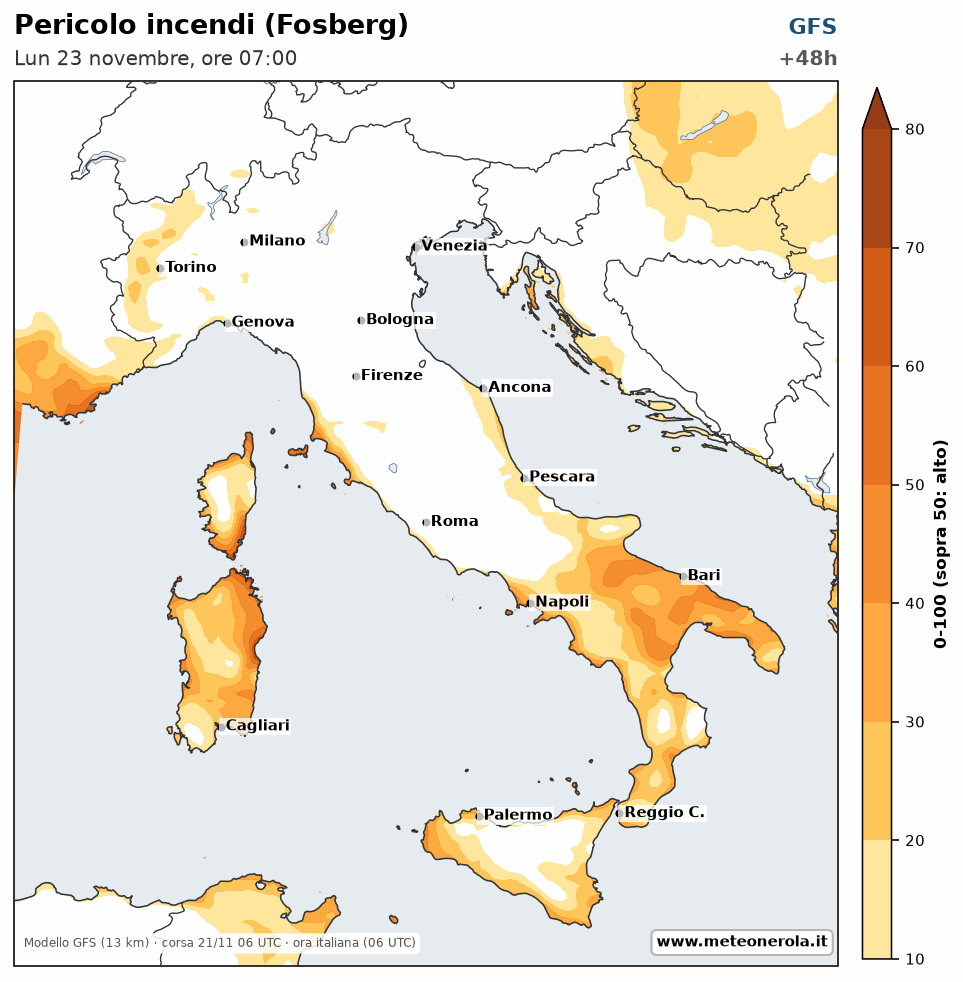 Pericolo incendi (Fosberg)
GFS
Lun 23 novembre, ore 07:00
+48h
80
70
60
50
40
30
20
10
0-100 (sopra 50: alto)
Milano
Venezia
Torino
Genova
Bologna
Firenze
Ancona
Pescara
Roma
Bari
Napoli
Cagliari
Palermo
Reggio C.
Modello GFS (13 km) · corsa 21/11 06 UTC · ora italiana (06 UTC)
www.meteonerola.it